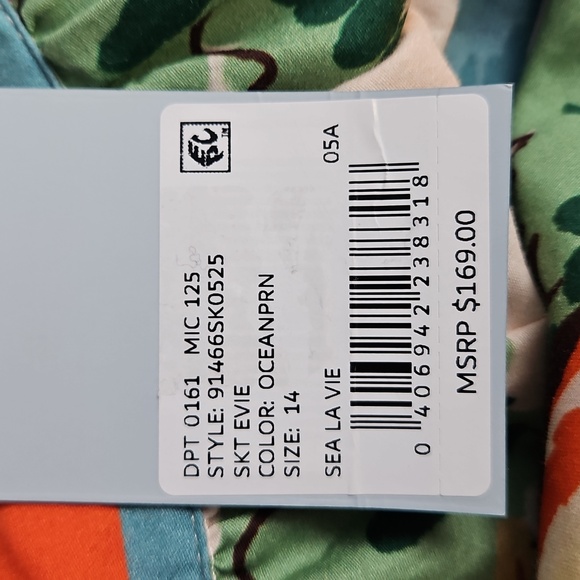 DPT 0161 MIC 125
STYLE: 91466SK0525
SKT EVIE
COLOR: OCEANPRN
SIZE: 14
SEA LA VIE 05A
0 406942 238318
MSRP $169.00